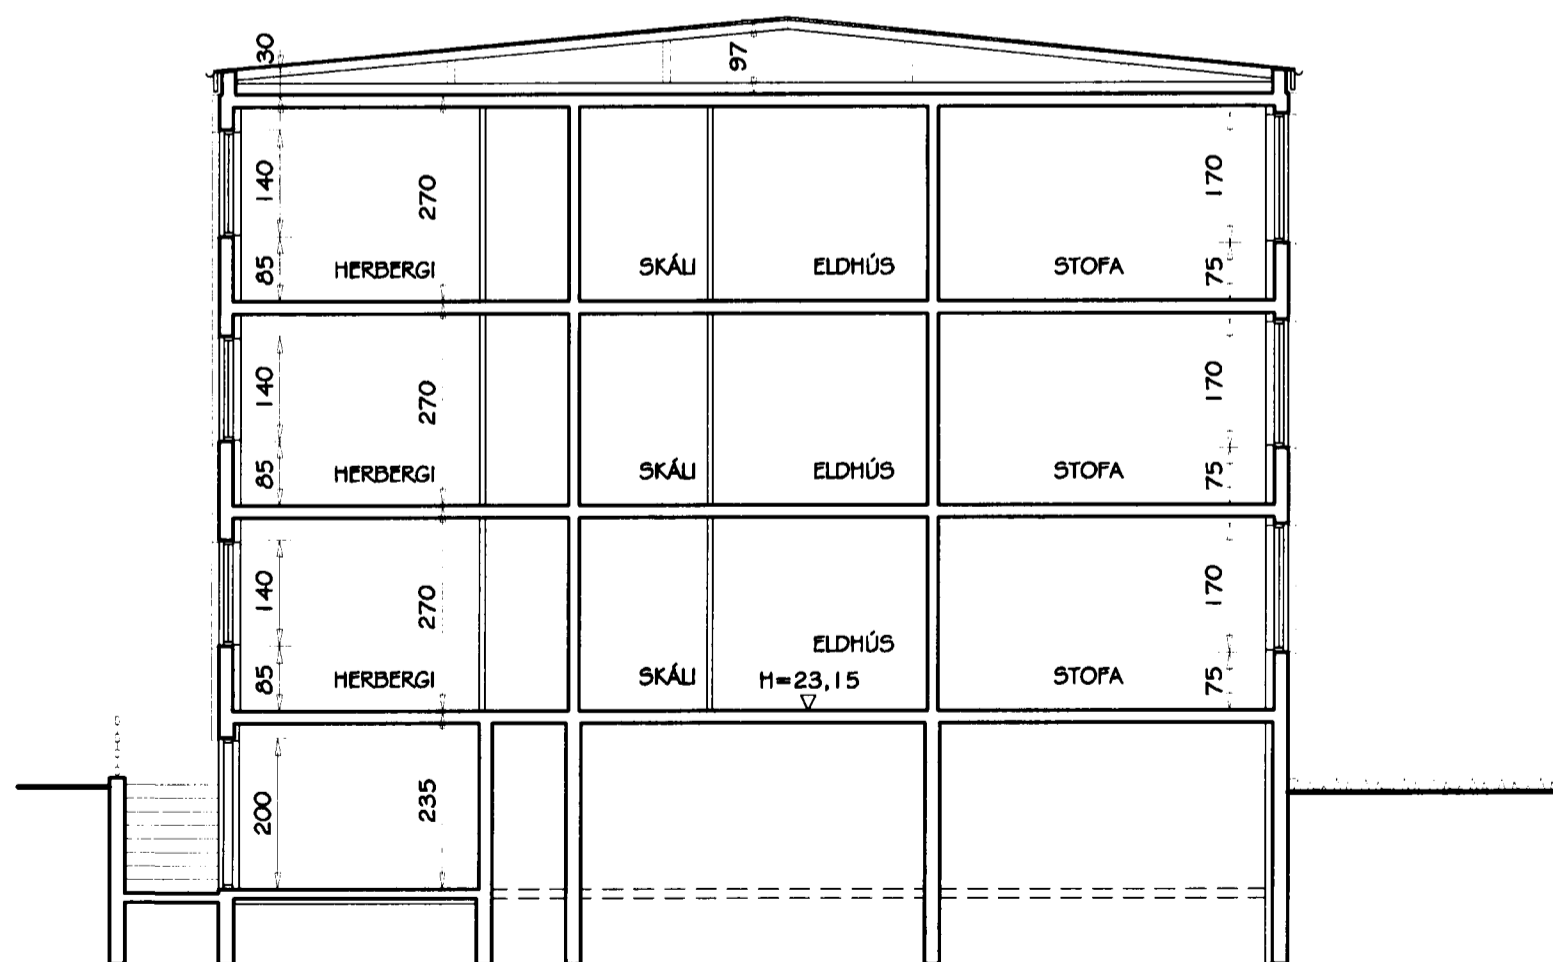 30
97
140
270
170
85
HERBERGI
SKÁLI
ELDHÚS
STOFA
75
140
270
170
85
HERBERGI
SKÁLI
ELDHÚS
STOFA
75
140
270
170
ELDHÚS
85
HERBERGI
SKÁLI
H=23,15
STOFA
75
200
235